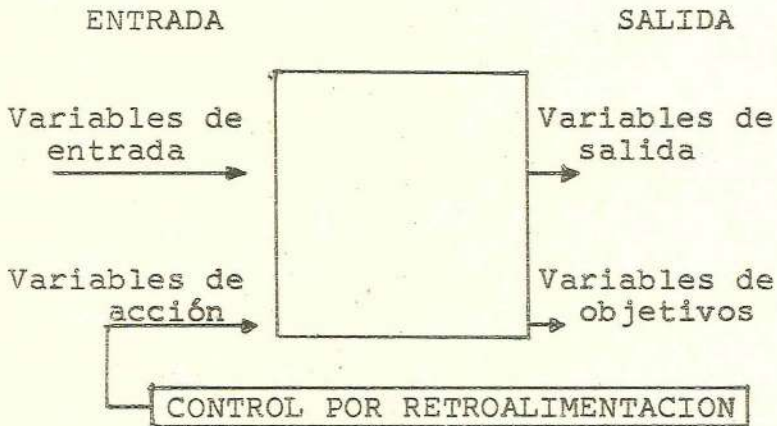 ENTRADA
SALIDA
Variables de
entrada
Variables de
salida
Variables de
acción
Variables de
objetivos
CONTROL POR RETROALIMENTACION